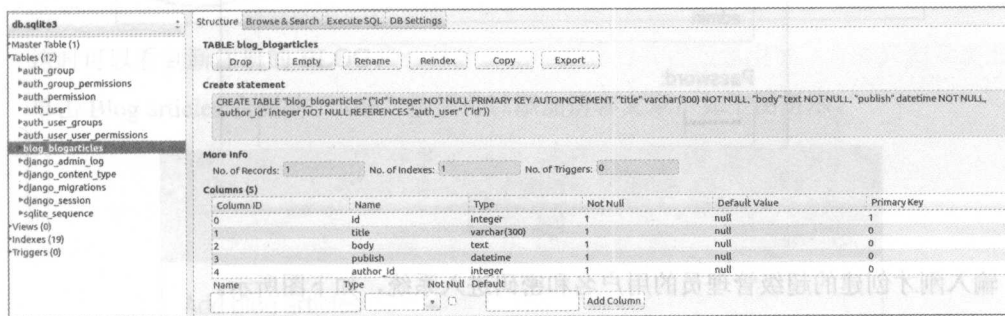 db.sqlite3
Master Table (1)
Tables (12)
auth_group
auth_group_permissions
auth_permission
auth_user
auth_user_groups
auth_user_user_permissions
blog_blogarticles
django_admin_log
django_content_type
django_migrations
django_session
sqlite_sequence
Views (0)
Indexes (19)
Triggers (0)
Structure Browse & Search Execute SQL DB Settings
TABLE: blog_blogarticles
Drop Empty Rename Reindex Copy Export
Create statement
CREATE TABLE "blog_blogarticles" ("id" integer NOT NULL PRIMARY KEY AUTOINCREMENT, "title" varchar(300) NOT NULL, "body" text NOT NULL, "publish" datetime NOT NULL,
"author_id" integer NOT NULL REFERENCES "auth_user" ("id"))
More Info
No. of Records: 1 No. of Indexes: 1 No. of Triggers: 0
Columns (5)
Column ID Name Type Not Null Default Value Primary Key
0 id integer 1 null 1
1 title varchar(300) 1 null 0
2 body text 1 null 0
3 publish datetime 1 null 0
4 author_id integer 1 null 0
Name Type Not Null Default
Add Column